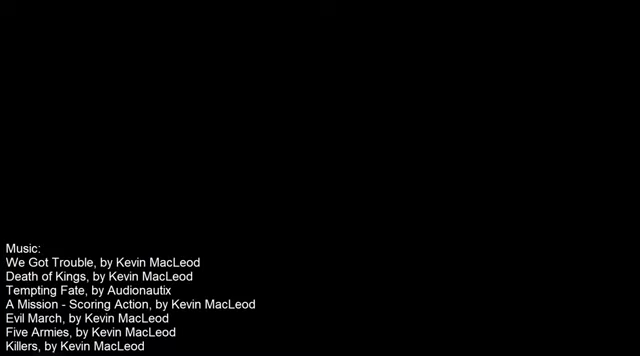 Music:
We Got Trouble, by Kevin MacLeod
Death of Kings, by Kevin MacLeod
Tempting Fate, by Audionautix
A Mission - Scoring Action, by Kevin MacLeod
Evil March, by Kevin MacLeod
Five Armies, by Kevin MacLeod
Killers, by Kevin MacLeod